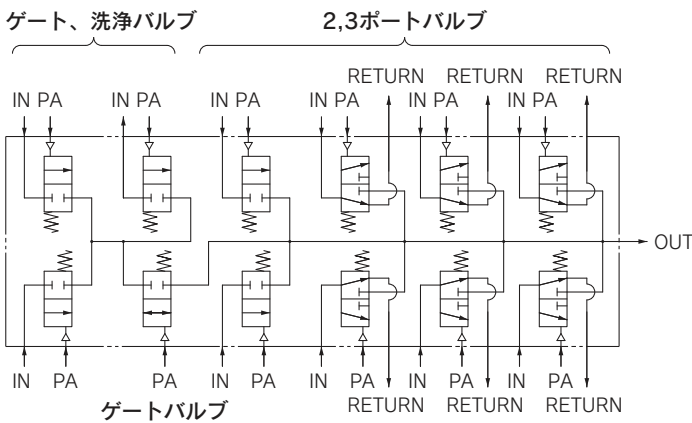 ゲート、洗浄バルブ 2,3ポートバルブ
RETURN RETURN RETURN
IN PA IN PA IN PA IN PA IN PA IN PA
OUT
IN PA PA IN PA IN PA IN PA IN PA
ゲートバルブ RETURN RETURN RETURN